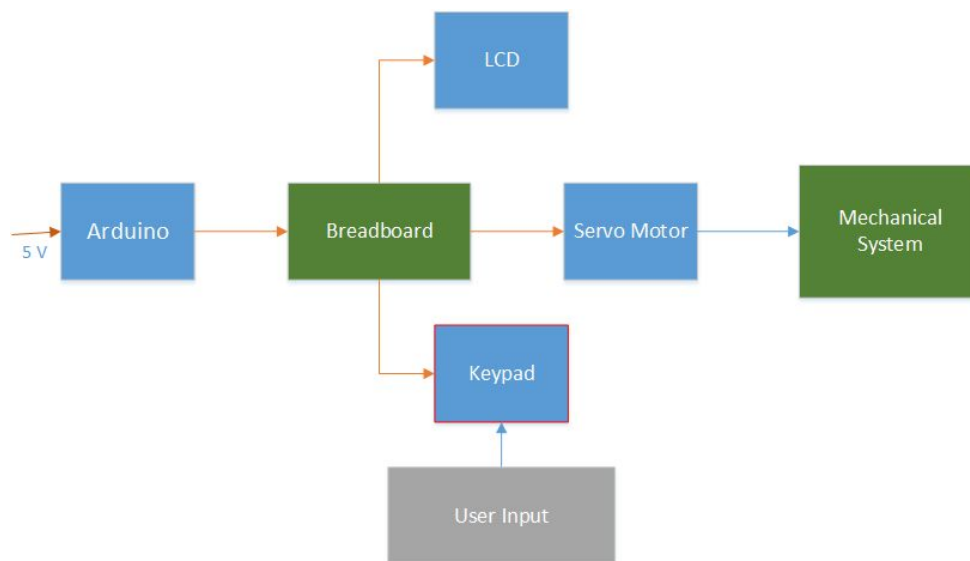 LCD
Arduino
Breadboard
Servo Motor
Mechanical
System
5 V
Keypad
User Input